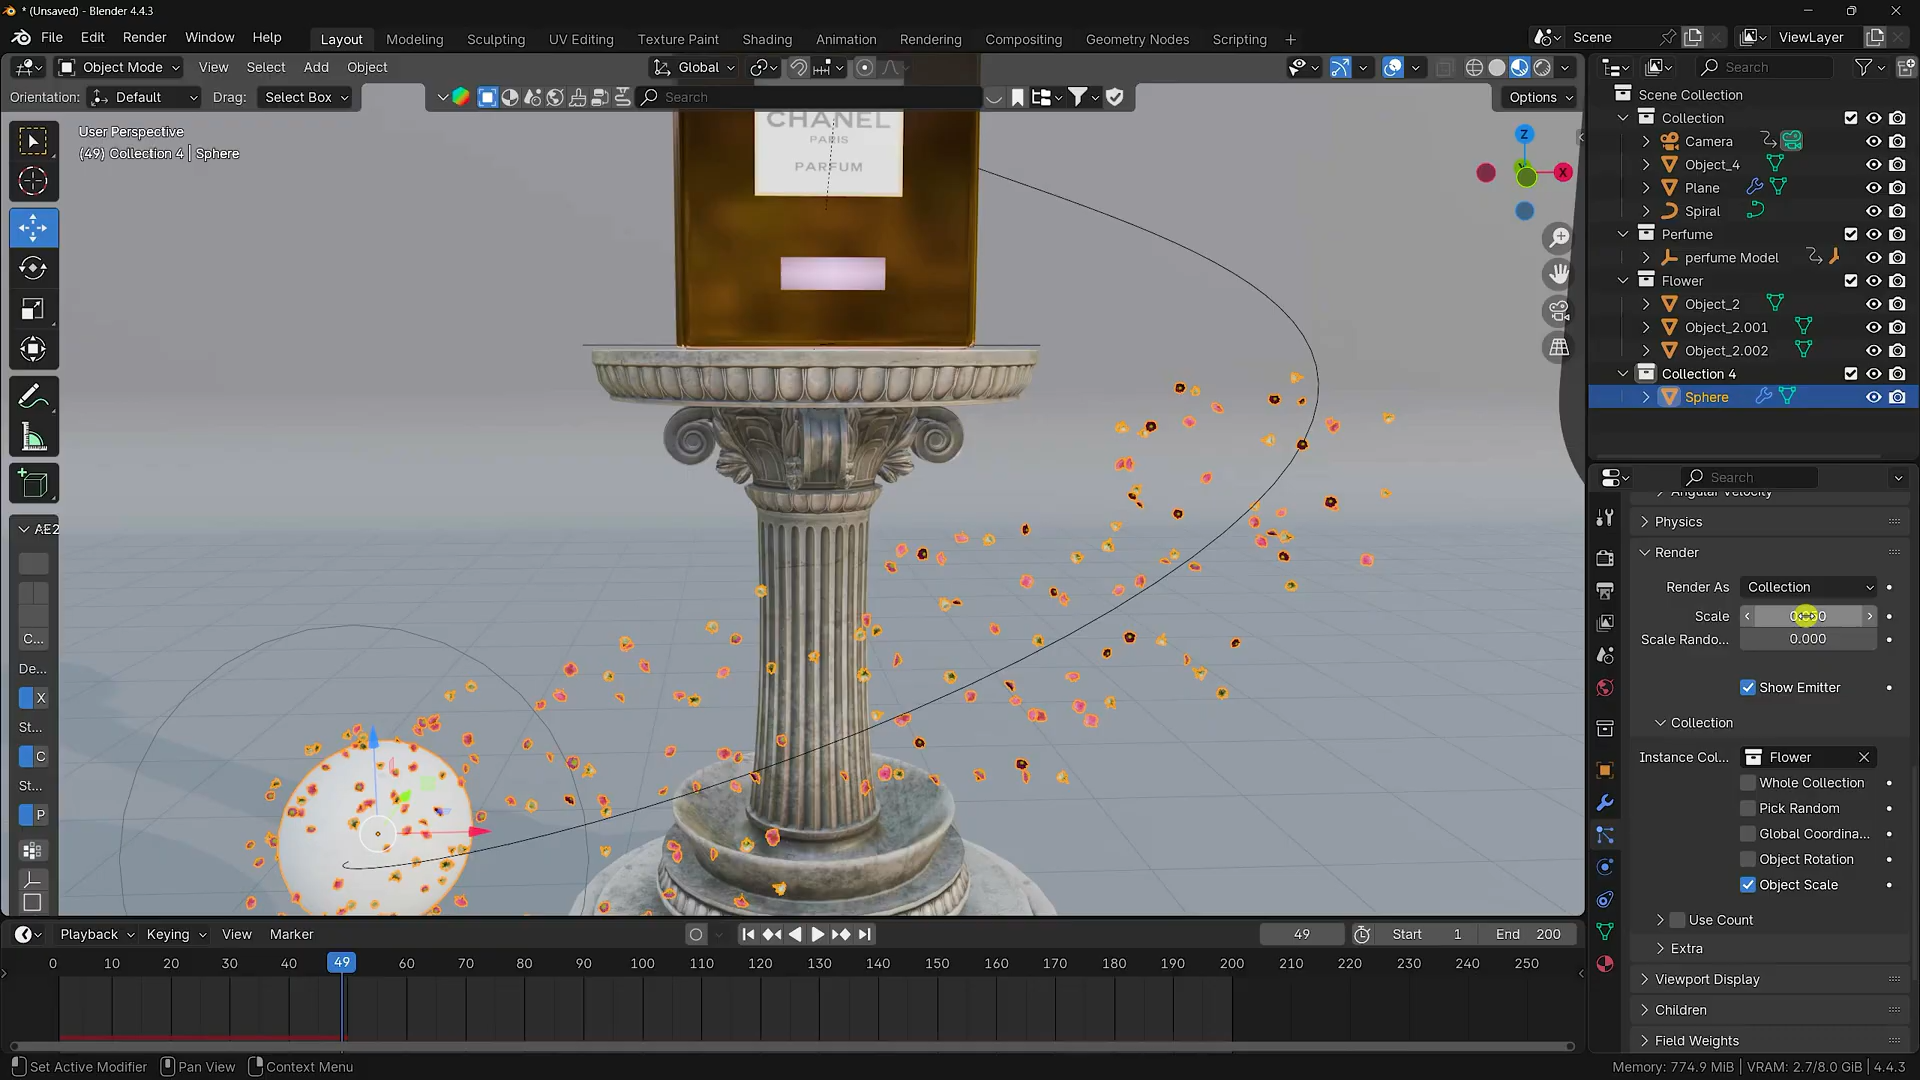 * (Unsaved) - Blender 4.4.3
File Edit Render Window Help
Layout Modeling Sculpting UV Editing Texture Paint Shading Animation Rendering Compositing Geometry Nodes Scripting +
Scene
ViewLayer
Object Mode View Select Add Object
Global
Search
Orientation: Default Drag: Select Box
Search
Options
User Perspective
(49) Collection 4 | Sphere
CHANEL
PARIS
PARFUM
Z
X
AE2
C...
De...
X
St...
C
St...
P
Scene Collection
Collection
Camera
Object_4
Plane
Spiral
Perfume
perfume Model
Flower
Object_2
Object_2.001
Object_2.002
Collection 4
Sphere
Search
Angular Velocity
Physics
Render
Render As Collection
Scale
Scale Rando... 0.000
Show Emitter
Collection
Instance Col... Flower
Whole Collection
Pick Random
Global Coordina...
Object Rotation
Object Scale
Use Count
Extra
Viewport Display
Children
Field Weights
Playback Keying View Marker
49 Start 1 End 200
0 10 20 30 40 49 60 70 80 90 100 110 120 130 140 150 160 170 180 190 200 210 220 230 240 250
Set Active Modifier Pan View Context Menu
Memory: 774.9 MiB | VRAM: 2.7/8.0 GiB | 4.4.3